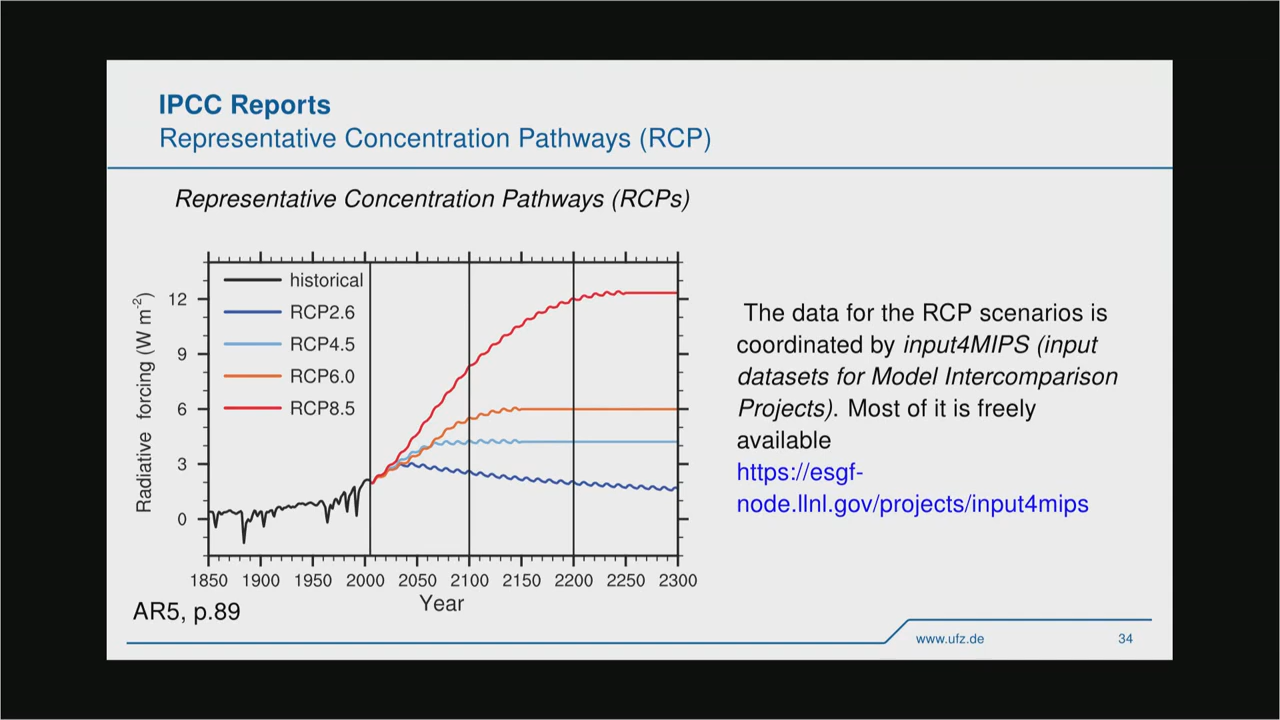 IPCC Reports
Representative Concentration Pathways (RCP)
Representative Concentration Pathways (RCPs)
historical
RCP2.6
RCP4.5
RCP6.0
RCP8.5
Radiative forcing (W m-2)
12
9
6
3
0
1850 1900 1950 2000 2050 2100 2150 2200 2250 2300
Year
AR5, p.89
The data for the RCP scenarios is
coordinated by input4MIPS (input
datasets for Model Intercomparison
Projects). Most of it is freely
available
https://esgf-
node.llnl.gov/projects/input4mips
www.ufz.de
34